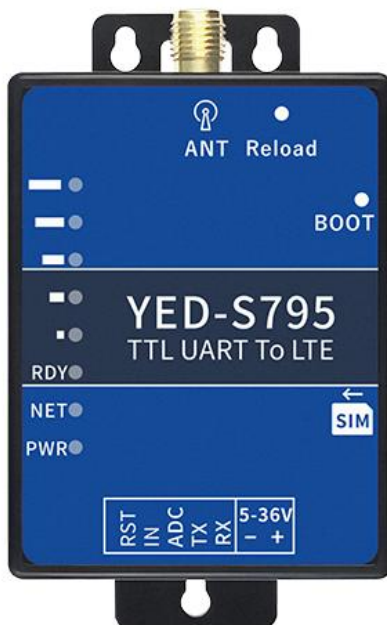 ANT Reload
BOOT
YED-S795
TTL UART To LTE
RDY
NET
SIM
PWR
RST
IN
ADC
TX
RX
5-36V
- +